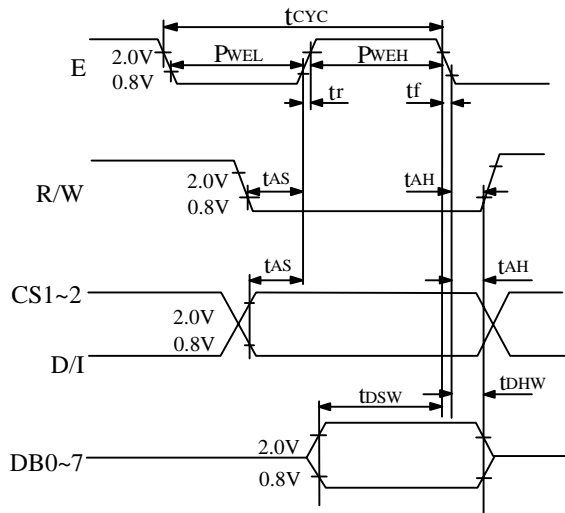 tCYC
2.0V PWEL PWEH
E 0.8V
tr tf
2.0V tAS tAH
R/W 0.8V
tAS tAH
CS1~2
2.0V
0.8V
D/I
tDSW tDHW
2.0V
DB0~7
0.8V